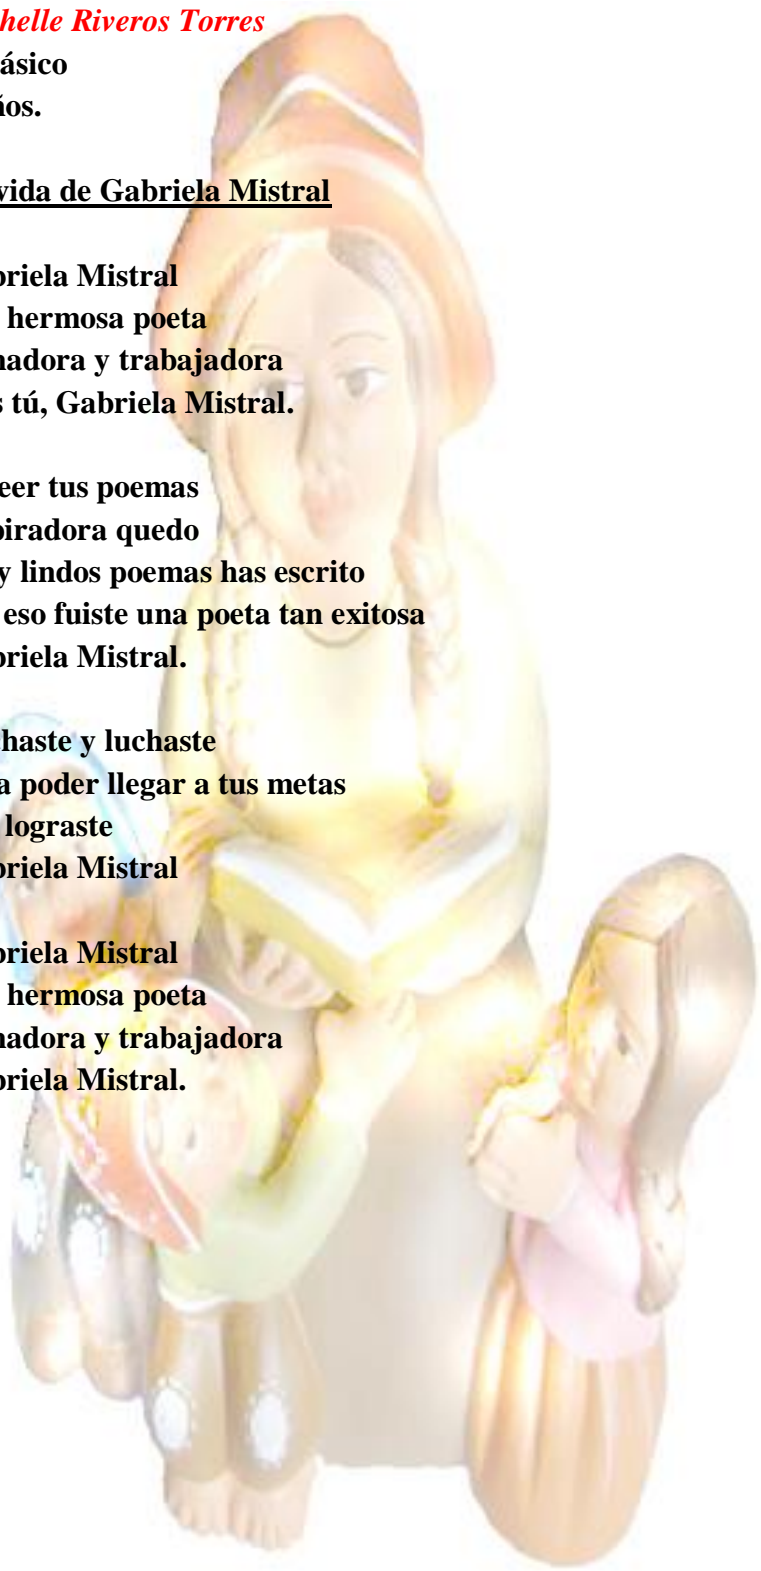 helle Riveros Torres
ásico
ños.
vida de Gabriela Mistral
briela Mistral
hermosa poeta
nadora y trabajadora
s tú, Gabriela Mistral.
eer tus poemas
piradora quedo
y lindos poemas has escrito
eso fuiste una poeta tan exitosa
briela Mistral.
haste y luchaste
a poder llegar a tus metas
lograste
briela Mistral
briela Mistral
hermosa poeta
nadora y trabajadora
briela Mistral.